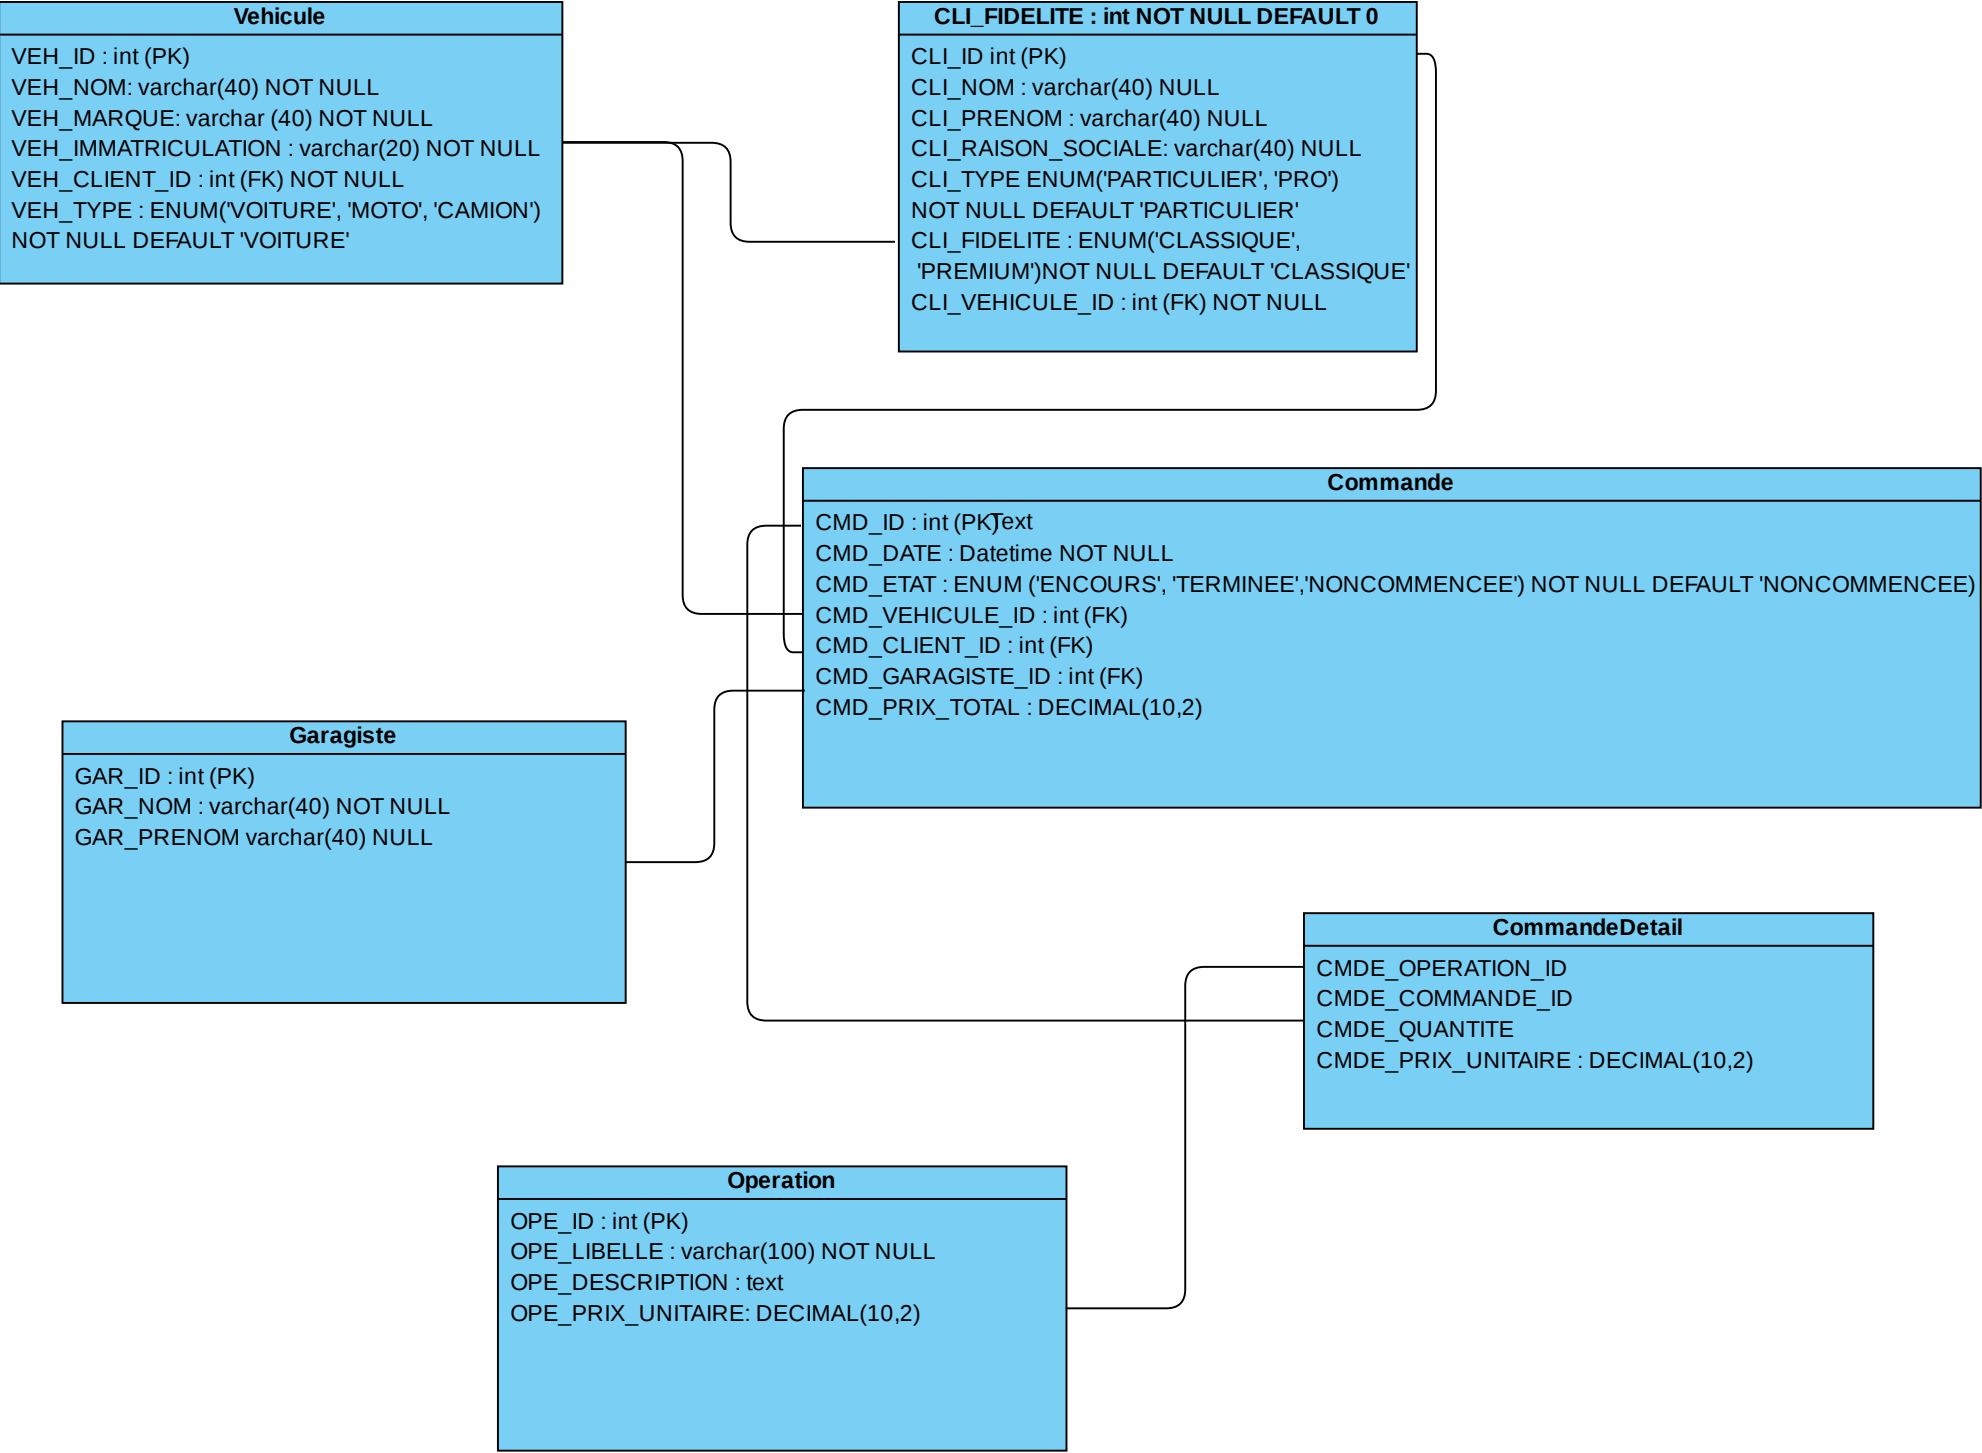 Vehicule
VEH_ID : int (PK)
VEH_NOM: varchar(40) NOT NULL
VEH_MARQUE: varchar (40) NOT NULL
VEH_IMMATRICULATION : varchar(20) NOT NULL
VEH_CLIENT_ID : int (FK) NOT NULL
VEH_TYPE : ENUM('VOITURE', 'MOTO', 'CAMION')
NOT NULL DEFAULT 'VOITURE'
CLI_FIDELITE : int NOT NULL DEFAULT 0
CLI_ID int (PK)
CLI_NOM : varchar(40) NULL
CLI_PRENOM : varchar(40) NULL
CLI_RAISON_SOCIALE: varchar(40) NULL
CLI_TYPE ENUM('PARTICULIER', 'PRO')
NOT NULL DEFAULT 'PARTICULIER'
CLI_FIDELITE : ENUM('CLASSIQUE',
'PREMIUM')NOT NULL DEFAULT 'CLASSIQUE'
CLI_VEHICULE_ID : int (FK) NOT NULL
Commande
CMD_ID : int (PK)Text
CMD_DATE : Datetime NOT NULL
CMD_ETAT : ENUM ('ENCOURS', 'TERMINEE','NONCOMMENCEE') NOT NULL DEFAULT 'NONCOMMENCEE)
CMD_VEHICULE_ID : int (FK)
CMD_CLIENT_ID : int (FK)
CMD_GARAGISTE_ID : int (FK)
CMD_PRIX_TOTAL : DECIMAL(10,2)
Garagiste
GAR_ID : int (PK)
GAR_NOM : varchar(40) NOT NULL
GAR_PRENOM varchar(40) NULL
CommandeDetail
CMDE_OPERATION_ID
CMDE_COMMANDE_ID
CMDE_QUANTITE
CMDE_PRIX_UNITAIRE : DECIMAL(10,2)
Operation
OPE_ID : int (PK)
OPE_LIBELLE : varchar(100) NOT NULL
OPE_DESCRIPTION : text
OPE_PRIX_UNITAIRE: DECIMAL(10,2)